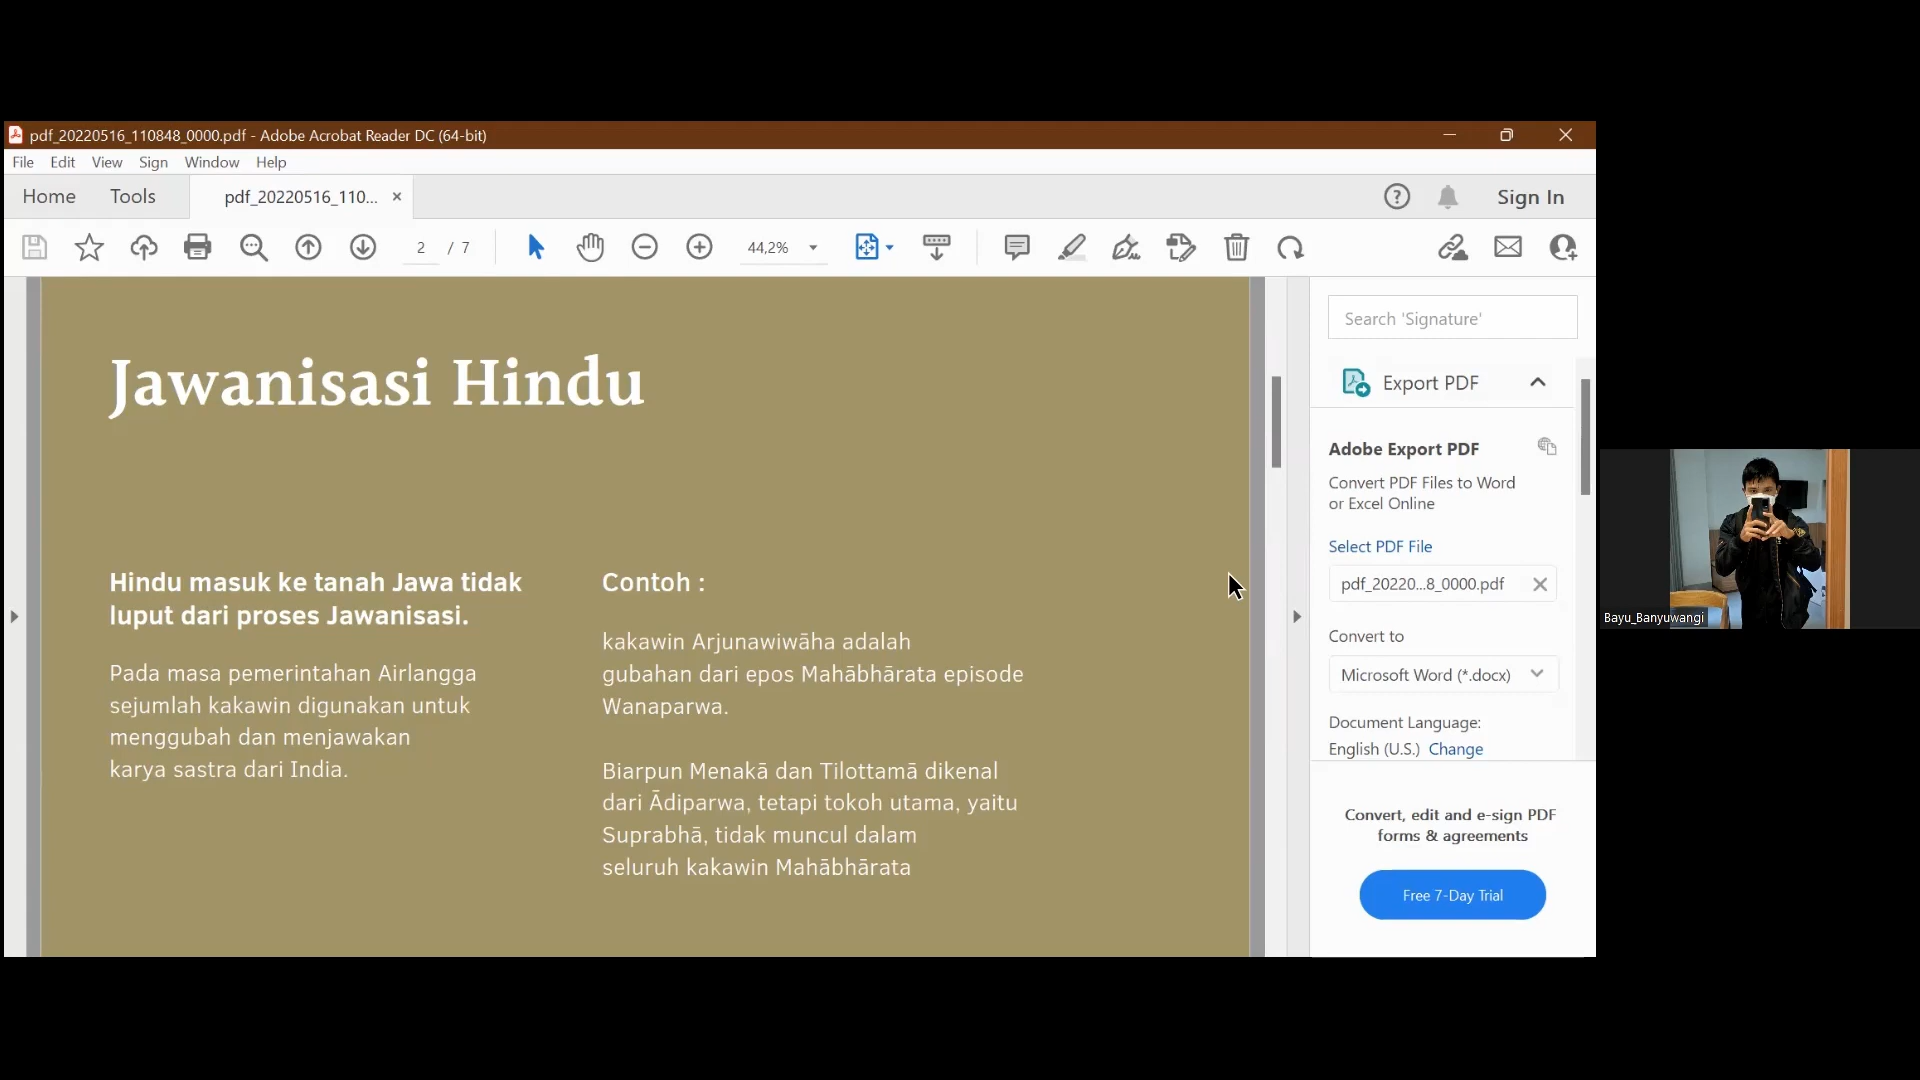 pdf_20220516_110848_0000.pdf - Adobe Acrobat Reader DC (64-bit)
File Edit View Sign Window Help
Home Tools pdf_20220516_110... × Sign In
2 / 7 44,2%
Jawanisasi Hindu
Hindu masuk ke tanah Jawa tidak
luput dari proses Jawanisasi.
Pada masa pemerintahan Airlangga
sejumlah kakawin digunakan untuk
menggubah dan menjawakan
karya sastra dari India.
Contoh :
kakawin Arjunawiwāha adalah
gubahan dari epos Mahābhārata episode
Wanaparwa.
Biarpun Menakā dan Tilottamā dikenal
dari Ādiparwa, tetapi tokoh utama, yaitu
Suprabhā, tidak muncul dalam
seluruh kakawin Mahābhārata
Search 'Signature'
Export PDF
Adobe Export PDF
Convert PDF Files to Word
or Excel Online
Select PDF File
pdf_20220...8_0000.pdf
Convert to
Microsoft Word (*.docx)
Document Language:
English (U.S.) Change
Convert, edit and e-sign PDF
forms & agreements
Free 7-Day Trial
Bayu_Banyuwangi